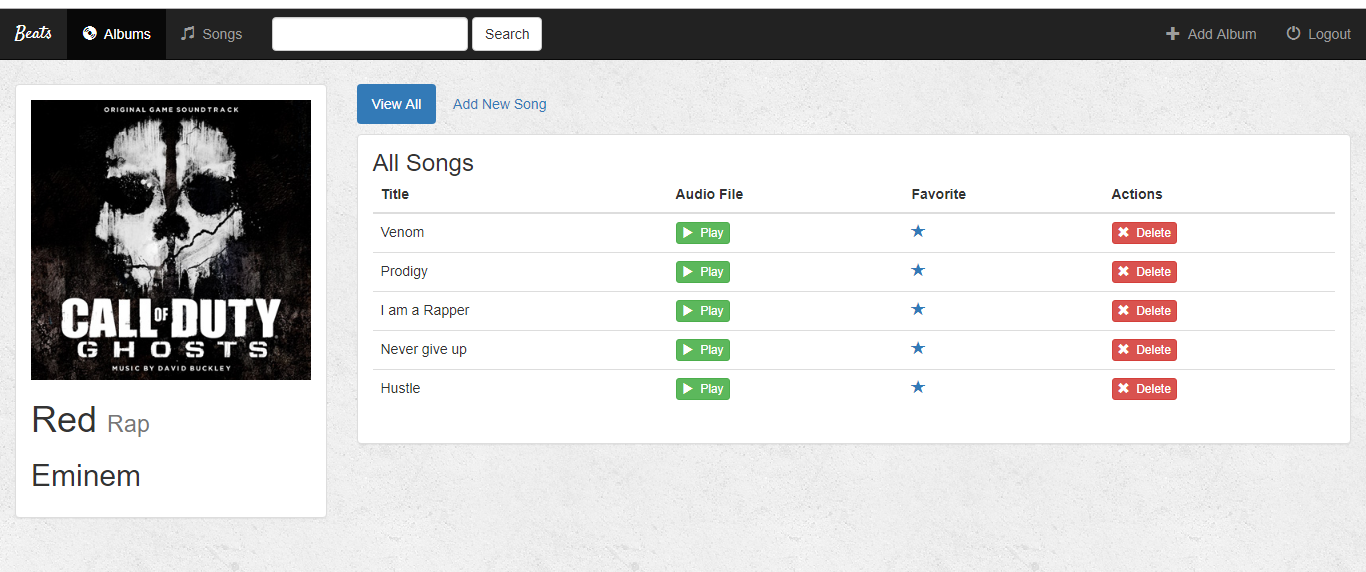 Beats Albums Songs Search Add Album Logout
ORIGINAL GAME SOUNDTRACK
CALL OF DUTY
GHOSTS
MUSIC BY DAVID BUCKLEY
Red Rap
Eminem
View All Add New Song
All Songs
Title Audio File Favorite Actions
Venom Play Delete
Prodigy Play Delete
I am a Rapper Play Delete
Never give up Play Delete
Hustle Play Delete